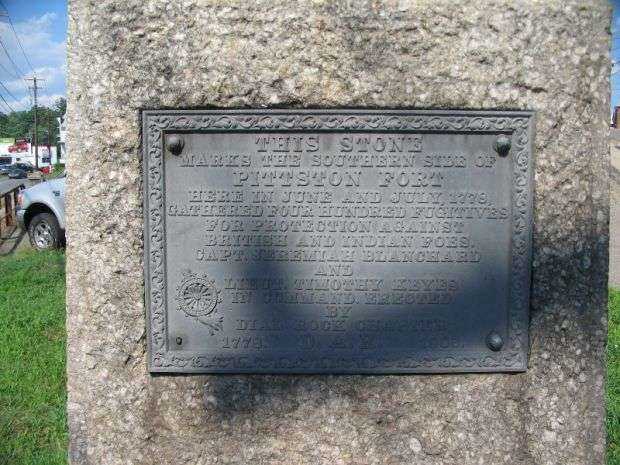 THIS STONE
MARKS THE SOUTHERN SIDE OF
PITTSTON FORT
HERE IN JUNE AND JULY 1778,
GATHERED FOUR HUNDRED FUGITIVES
FOR PROTECTION AGAINST
BRITISH AND INDIAN FOES.
CAPT. JEREMIAH BLANCHARD
AND
LIEUT. TIMOTHY KEYES
IN COMMAND. ERECTED
BY
DIAL ROCK CHAPTER
1778. D.A.R.